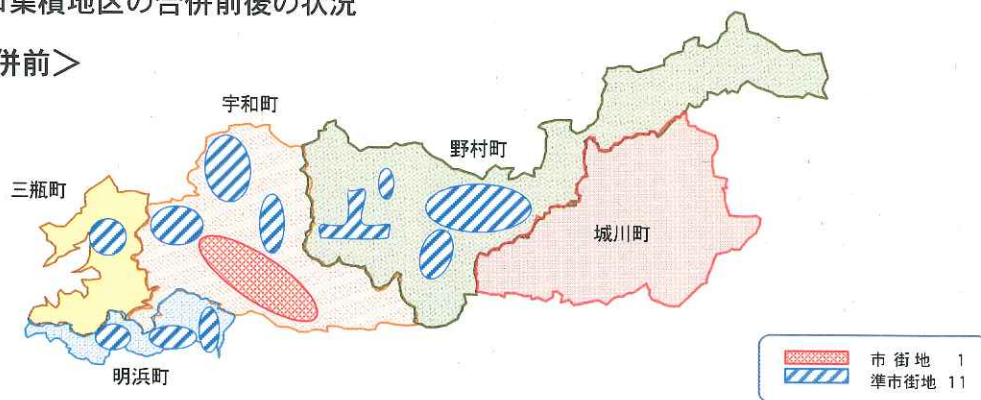 集積地区の合併前後の状況
併前＞
宇和町
野村町
三瓶町
城川町
明浜町
市街地 1
準市街地 11